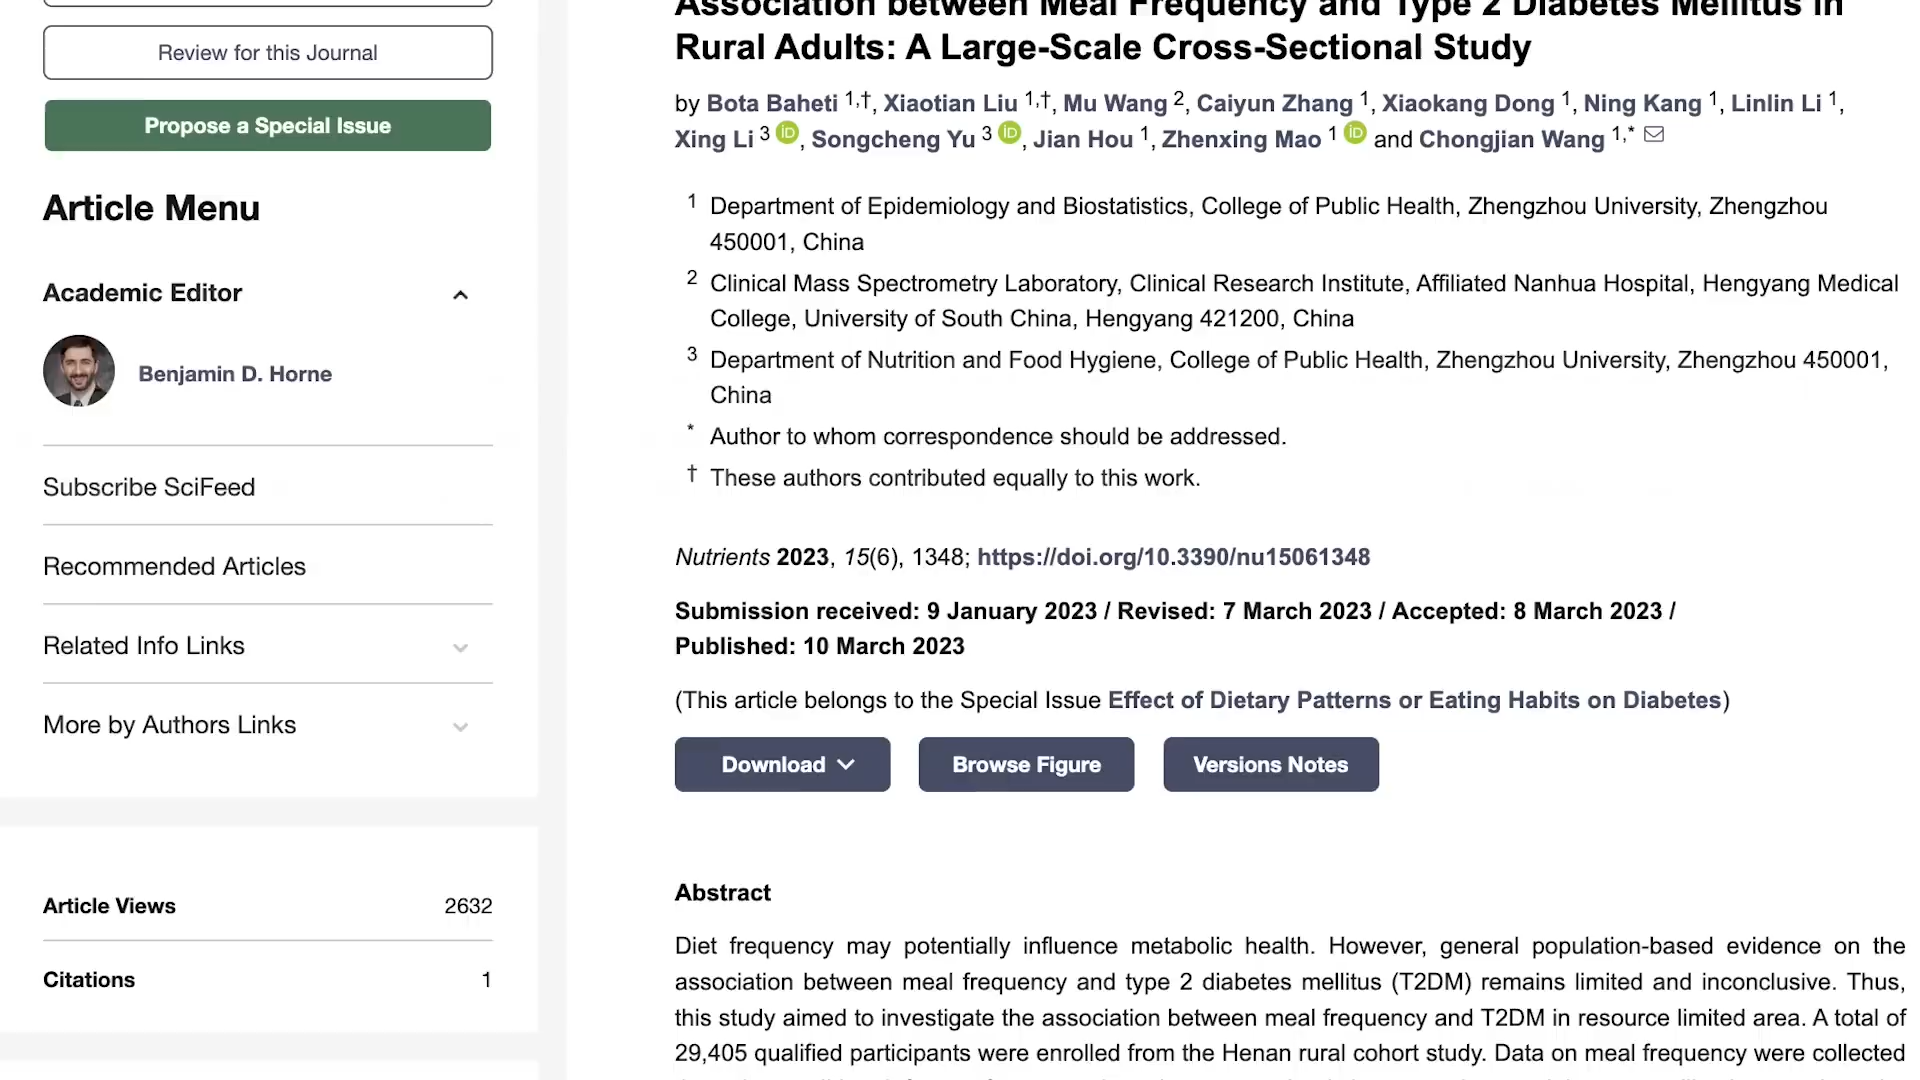 Review for this Journal
Propose a Special Issue
Article Menu
Academic Editor
Benjamin D. Horne
Subscribe SciFeed
Recommended Articles
Related Info Links
More by Authors Links
Article Views 2632
Citations 1
Association between Meal Frequency and Type 2 Diabetes Mellitus in
Rural Adults: A Large-Scale Cross-Sectional Study
by Bota Baheti 1,†, Xiaotian Liu 1,†, Mu Wang 2, Caiyun Zhang 1, Xiaokang Dong 1, Ning Kang 1, Linlin Li 1,
Xing Li 3 iD, Songcheng Yu 3 iD, Jian Hou 1, Zhenxing Mao 1 iD and Chongjian Wang 1,*
1 Department of Epidemiology and Biostatistics, College of Public Health, Zhengzhou University, Zhengzhou
450001, China
2 Clinical Mass Spectrometry Laboratory, Clinical Research Institute, Affiliated Nanhua Hospital, Hengyang Medical
College, University of South China, Hengyang 421200, China
3 Department of Nutrition and Food Hygiene, College of Public Health, Zhengzhou University, Zhengzhou 450001,
China
* Author to whom correspondence should be addressed.
† These authors contributed equally to this work.
Nutrients 2023, 15(6), 1348; https://doi.org/10.3390/nu15061348
Submission received: 9 January 2023 / Revised: 7 March 2023 / Accepted: 8 March 2023 /
Published: 10 March 2023
(This article belongs to the Special Issue Effect of Dietary Patterns or Eating Habits on Diabetes)
Download
Browse Figure
Versions Notes
Abstract
Diet frequency may potentially influence metabolic health. However, general population-based evidence on the
association between meal frequency and type 2 diabetes mellitus (T2DM) remains limited and inconclusive. Thus,
this study aimed to investigate the association between meal frequency and T2DM in resource limited area. A total of
29,405 qualified participants were enrolled from the Henan rural cohort study. Data on meal frequency were collected